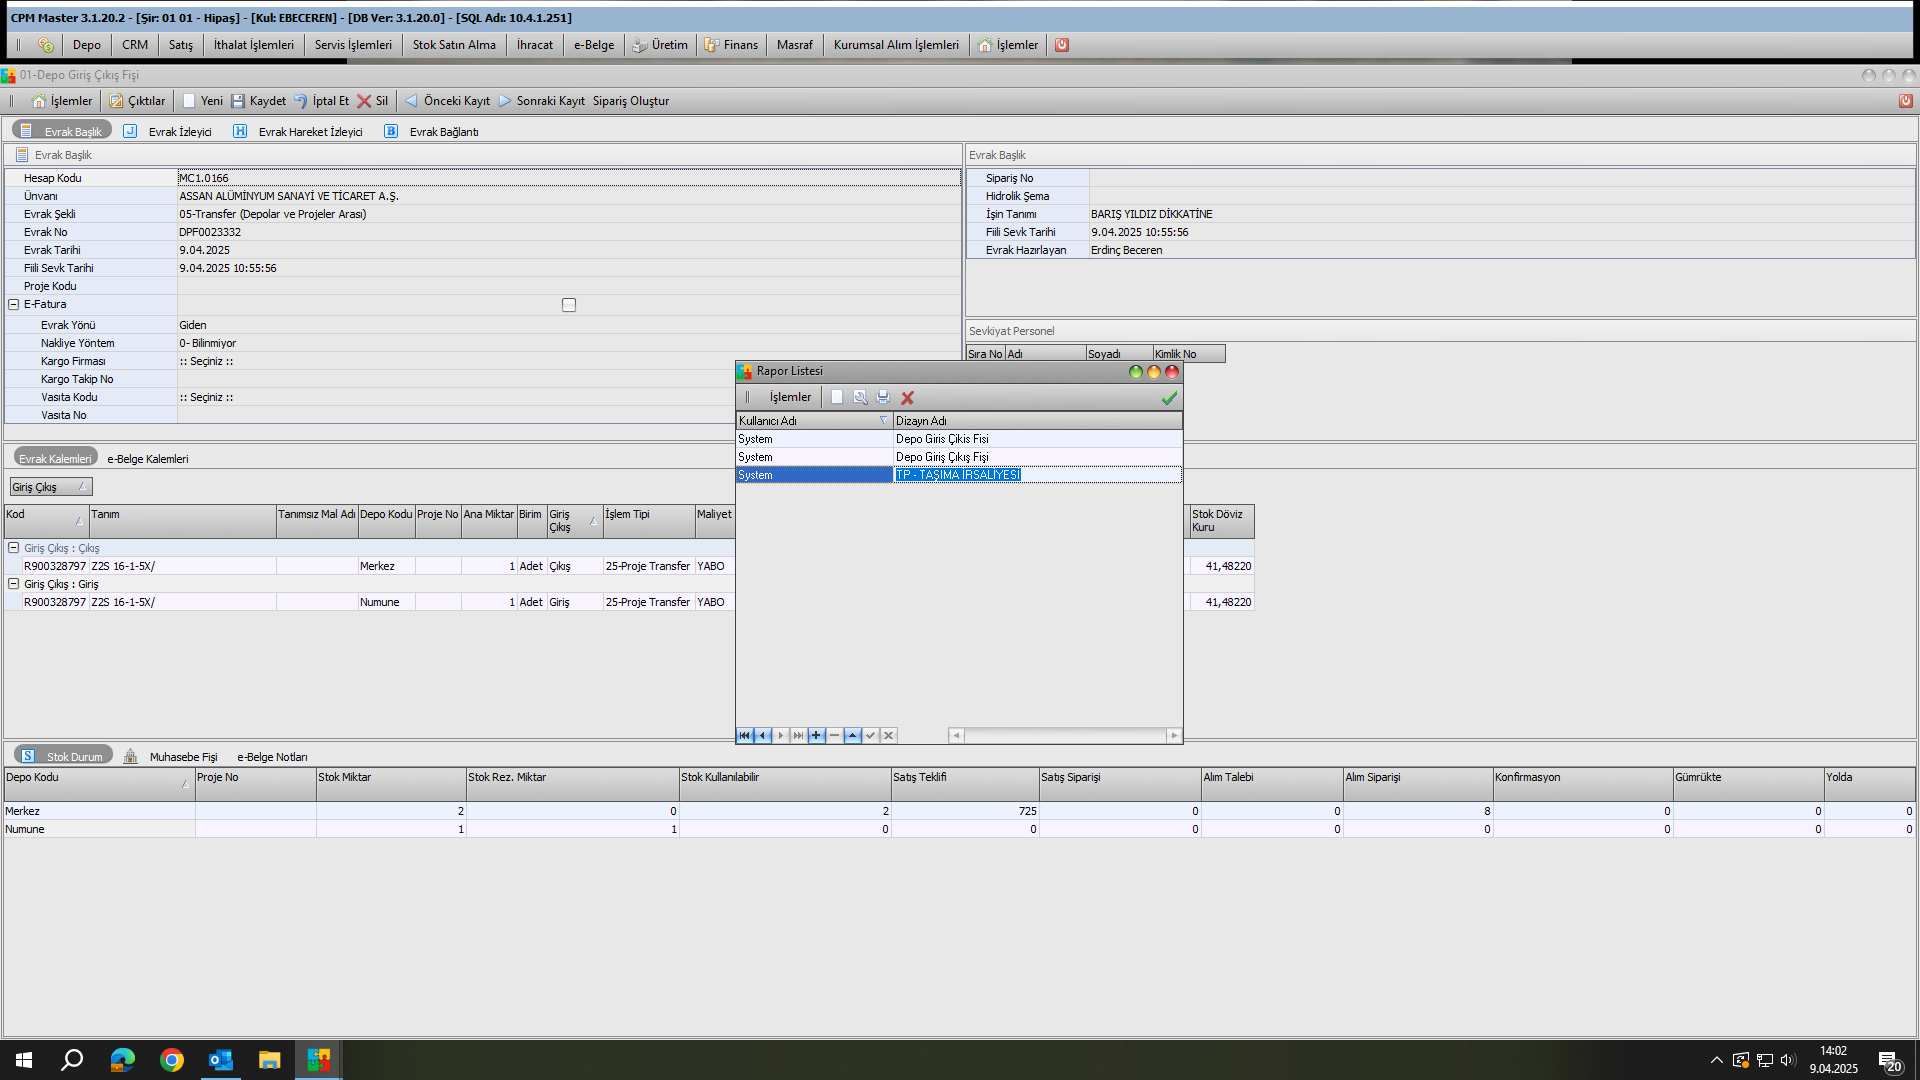 CPM Master 3.1.20.2 - [Şir: 01 01 - Hipaş] - [Kul: EBECEREN] - [DB Ver: 3.1.20.0] - [SQL Adı: 10.4.1.251]
Depo CRM Satış İthalat İşlemleri Servis İşlemleri Stok Satın Alma İhracat e-Belge Üretim Finans Masraf Kurumsal Alım İşlemleri İşlemler
01-Depo Giriş Çıkış Fişi
İşlemler Çıktılar Yeni Kaydet İptal Et Sil Önceki Kayıt Sonraki Kayıt Sipariş Oluştur
Evrak Başlık J Evrak İzleyici H Evrak Hareket İzleyici B Evrak Bağlantı
Evrak Başlık
Hesap Kodu MC1.0166
Ünvanı ASSAN ALÜMİNYUM SANAYİ VE TİCARET A.Ş.
Evrak Şekli 05-Transfer (Depolar ve Projeler Arası)
Evrak No DPF0023332
Evrak Tarihi 9.04.2025
Fiili Sevk Tarihi 9.04.2025 10:55:56
Proje Kodu
E-Fatura
Evrak Yönü Giden
Nakliye Yöntem 0- Bilinmiyor
Kargo Firması :: Seçiniz ::
Kargo Takip No
Vasıta Kodu :: Seçiniz ::
Vasıta No
Evrak Başlık
Sipariş No
Hidrolik Şema
İşin Tanımı BARIŞ YILDIZ DİKKATİNE
Fiili Sevk Tarihi 9.04.2025 10:55:56
Evrak Hazırlayan Erdinç Beceren
Sevkiyat Personel
Sıra No Adı Soyadı Kimlik No
Rapor Listesi
İşlemler
Kullanıcı Adı Dizayn Adı
System Depo Giris Çikis Fisi
System Depo Giriş Çıkış Fişi
System TP - TAŞIMA İRSALİYESİ
Evrak Kalemleri e-Belge Kalemleri
Giriş Çıkış
Kod Tanım Tanımsız Mal Adı Depo Kodu Proje No Ana Miktar Birim Giriş Çıkış İşlem Tipi Maliyet Stok Döviz Kuru
Giriş Çıkış : Çıkış
R900328797 Z2S 16-1-5X/ Merkez 1 Adet Çıkış 25-Proje Transfer YABO 41,48220
Giriş Çıkış : Giriş
R900328797 Z2S 16-1-5X/ Numune 1 Adet Giriş 25-Proje Transfer YABO 41,48220
S Stok Durum Muhasebe Fişi e-Belge Notları
Depo Kodu Proje No Stok Miktar Stok Rez. Miktar Stok Kullanılabilir Satış Teklifi Satış Siparişi Alım Talebi Alım Siparişi Konfirmasyon Gümrükte Yolda
Merkez 2 0 2 725 0 0 8 0 0 0
Numune 1 1 0 0 0 0 0 0 0 0
14:02
9.04.2025
20